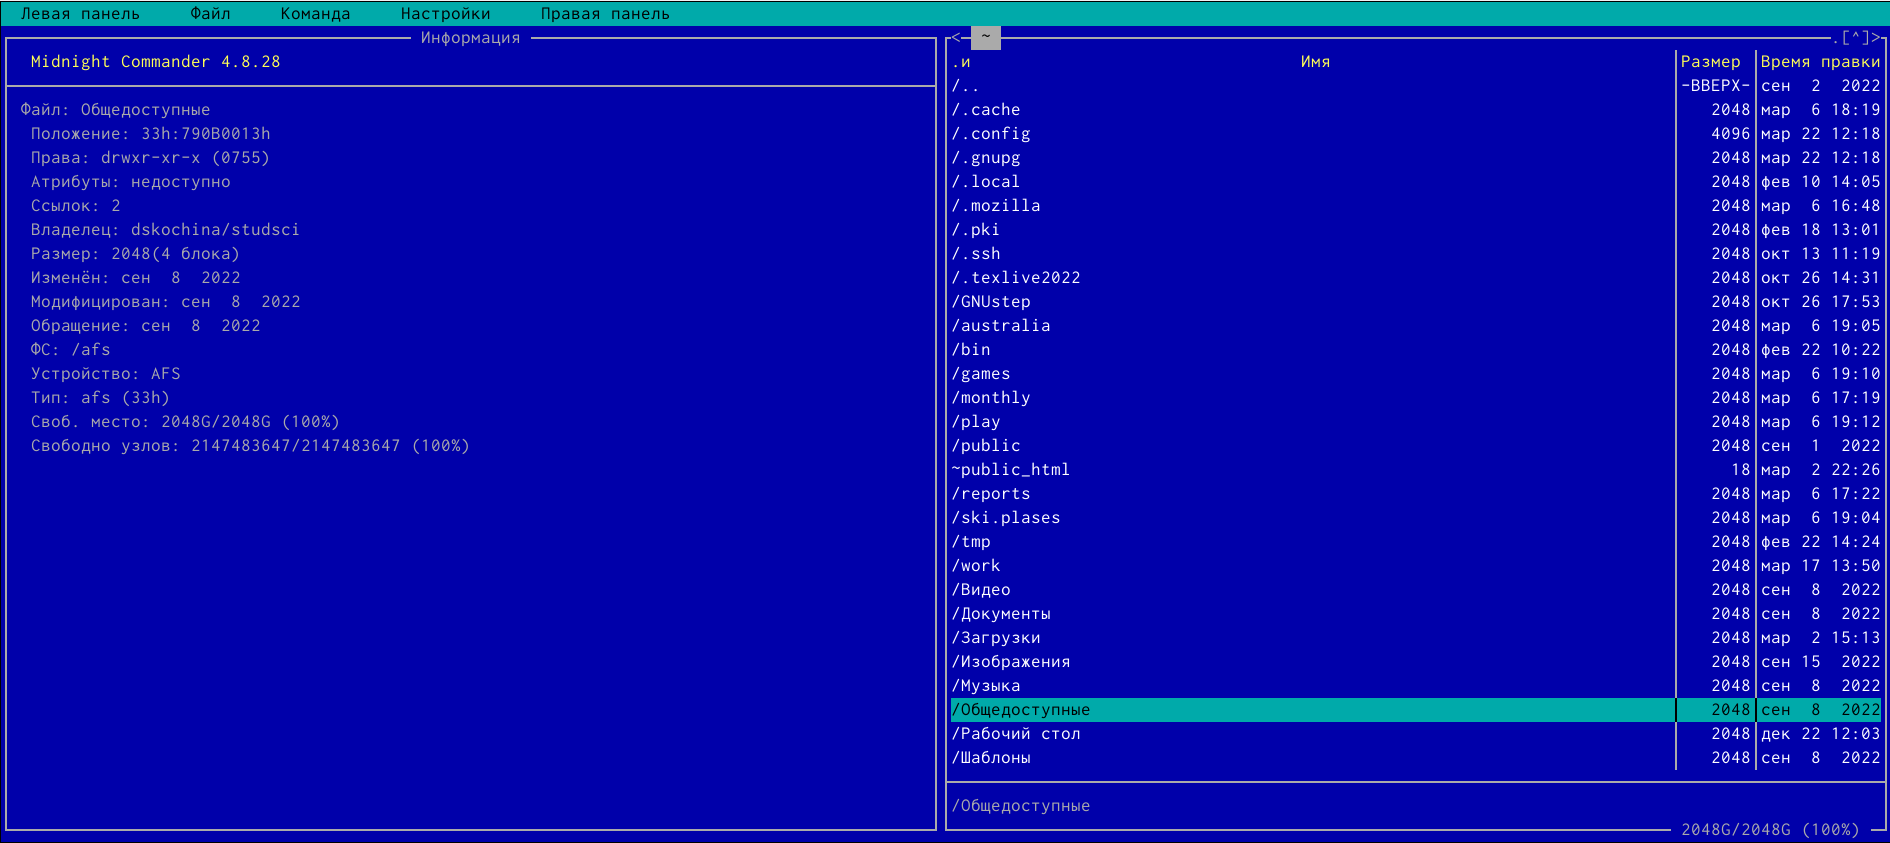 Левая панель Файл Команда Настройки Правая панель
Информация
Midnight Commander 4.8.28
Файл: Общедоступные
Положение: 33h:790B0013h
Права: drwxr-xr-x (0755)
Атрибуты: недоступно
Ссылок: 2
Владелец: dskochina/studsci
Размер: 2048(4 блока)
Изменён: сен 8 2022
Модифицирован: сен 8 2022
Обращение: сен 8 2022
ФС: /afs
Устройство: AFS
Тип: afs (33h)
Своб. место: 2048G/2048G (100%)
Свободно узлов: 2147483647/2147483647 (100%)
<- ~ .[^]>
.и Имя Размер Время правки
/.. -ВВЕРХ- сен 2 2022
/.cache 2048 мар 6 18:19
/.config 4096 мар 22 12:18
/.gnupg 2048 мар 22 12:18
/.local 2048 фев 10 14:05
/.mozilla 2048 мар 6 16:48
/.pki 2048 фев 18 13:01
/.ssh 2048 окт 13 11:19
/.texlive2022 2048 окт 26 14:31
/GNUstep 2048 окт 26 17:53
/australia 2048 мар 6 19:05
/bin 2048 фев 22 10:22
/games 2048 мар 6 19:10
/monthly 2048 мар 6 17:19
/play 2048 мар 6 19:12
/public 2048 сен 1 2022
~public_html 18 мар 2 22:26
/reports 2048 мар 6 17:22
/ski.plases 2048 мар 6 19:04
/tmp 2048 фев 22 14:24
/work 2048 мар 17 13:50
/Видео 2048 сен 8 2022
/Документы 2048 сен 8 2022
/Загрузки 2048 мар 2 15:13
/Изображения 2048 сен 15 2022
/Музыка 2048 сен 8 2022
/Общедоступные 2048 сен 8 2022
/Рабочий стол 2048 дек 22 12:03
/Шаблоны 2048 сен 8 2022
/Общедоступные
2048G/2048G (100%)